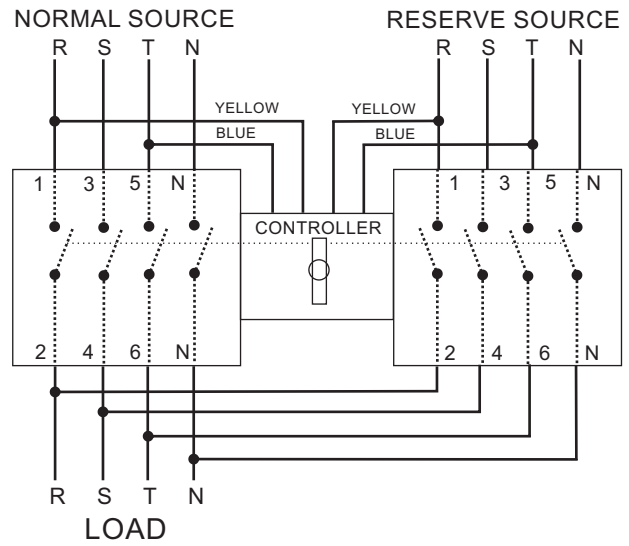 NORMAL SOURCE RESERVE SOURCE
R S T N R S T N
YELLOW YELLOW
BLUE BLUE
1 3 5 N 1 3 5 N
CONTROLLER
2 4 6 N 2 4 6 N
R S T N
LOAD